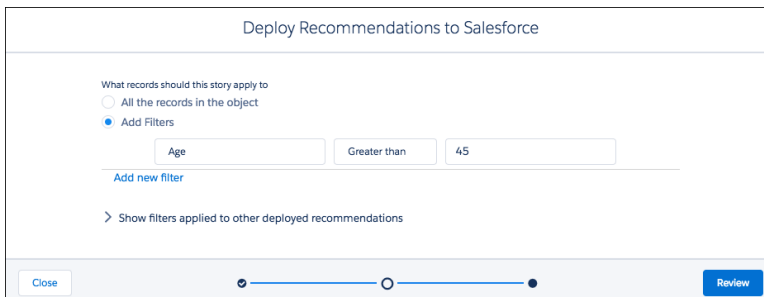 Deploy Recommendations to Salesforce
What records should this story apply to
All the records in the object
Add Filters
Age Greater than 45
Add new filter
Show filters applied to other deployed recommendations
Close Review